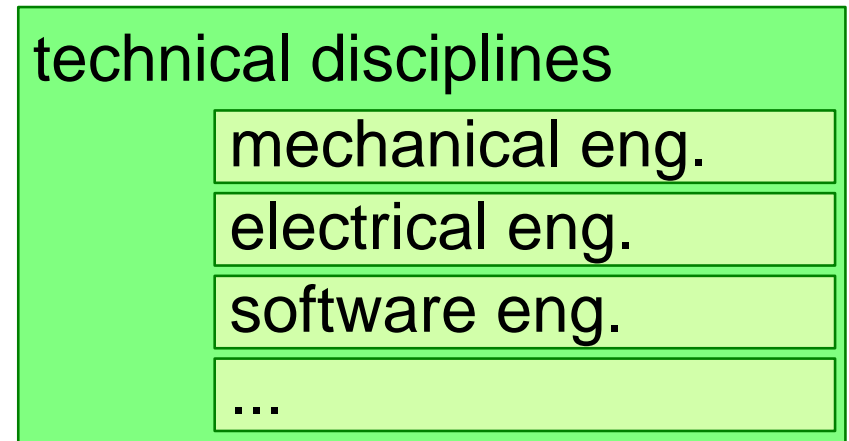 technical disciplines
mechanical eng.
electrical eng.
software eng.
...